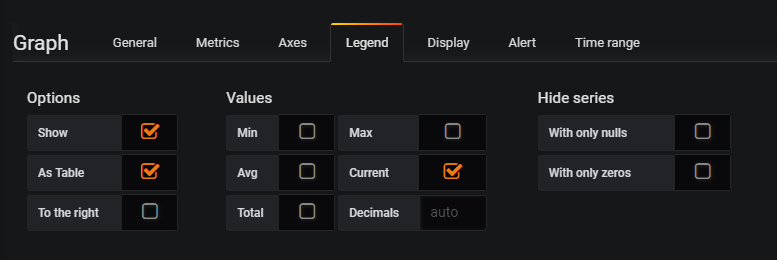 Graph General Metrics Axes Legend Display Alert Time range
Options Values Hide series
Show Min Max With only nulls
As Table Avg Current With only zeros
To the right Total Decimals auto